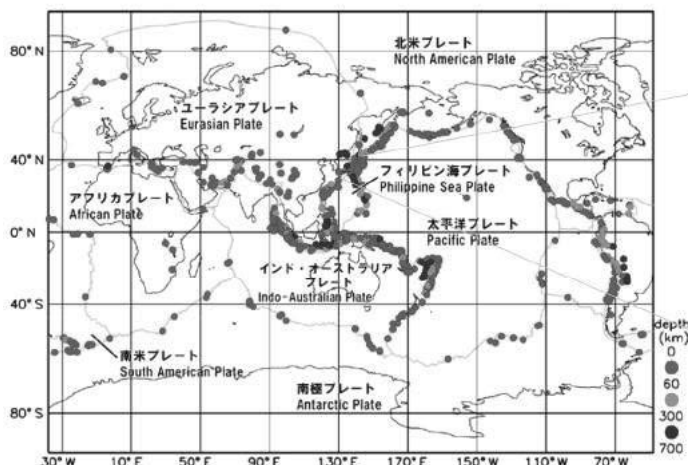 80° N
北米プレート
North American Plate
ユーラシアプレート
Eurasian Plate
40° N
アフリカプレート
African Plate
フィリピン海プレート
Philippine Sea Plate
太平洋プレート
Pacific Plate
0° N
インド・オーストラリア
プレート
Indo-Australian Plate
40° S
南米プレート
South American Plate
南極プレート
Antarctic Plate
80° S
depth
(km)
0
60
300
700
30° W
10° E
50° E
90° E
130° E
170° E
150° W
110° W
70° W